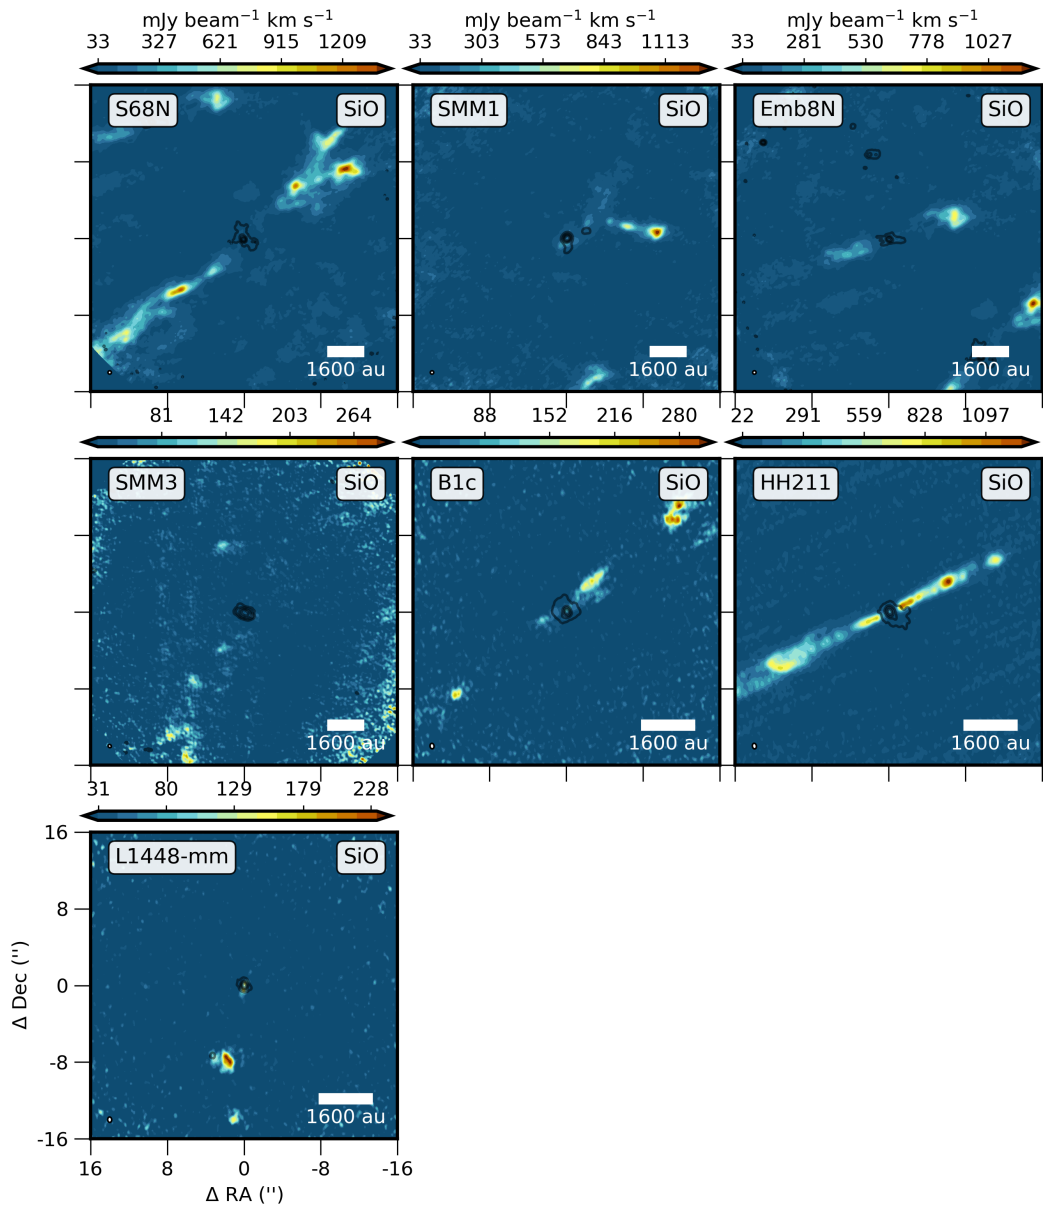 mJy beam⁻¹ km s⁻¹ mJy beam⁻¹ km s⁻¹ mJy beam⁻¹ km s⁻¹
33 327 621 915 1209 33 303 573 843 1113 33 281 530 778 1027
S68N SiO SMM1 SiO Emb8N SiO
1600 au 1600 au 1600 au
81 142 203 264 88 152 216 280 22 291 559 828 1097
SMM3 SiO B1c SiO HH211 SiO
1600 au 1600 au 1600 au
31 80 129 179 228
16
L1448-mm SiO
8
0
-8
1600 au
-16
Δ Dec ('')
16 8 0 -8 -16
Δ RA ('')